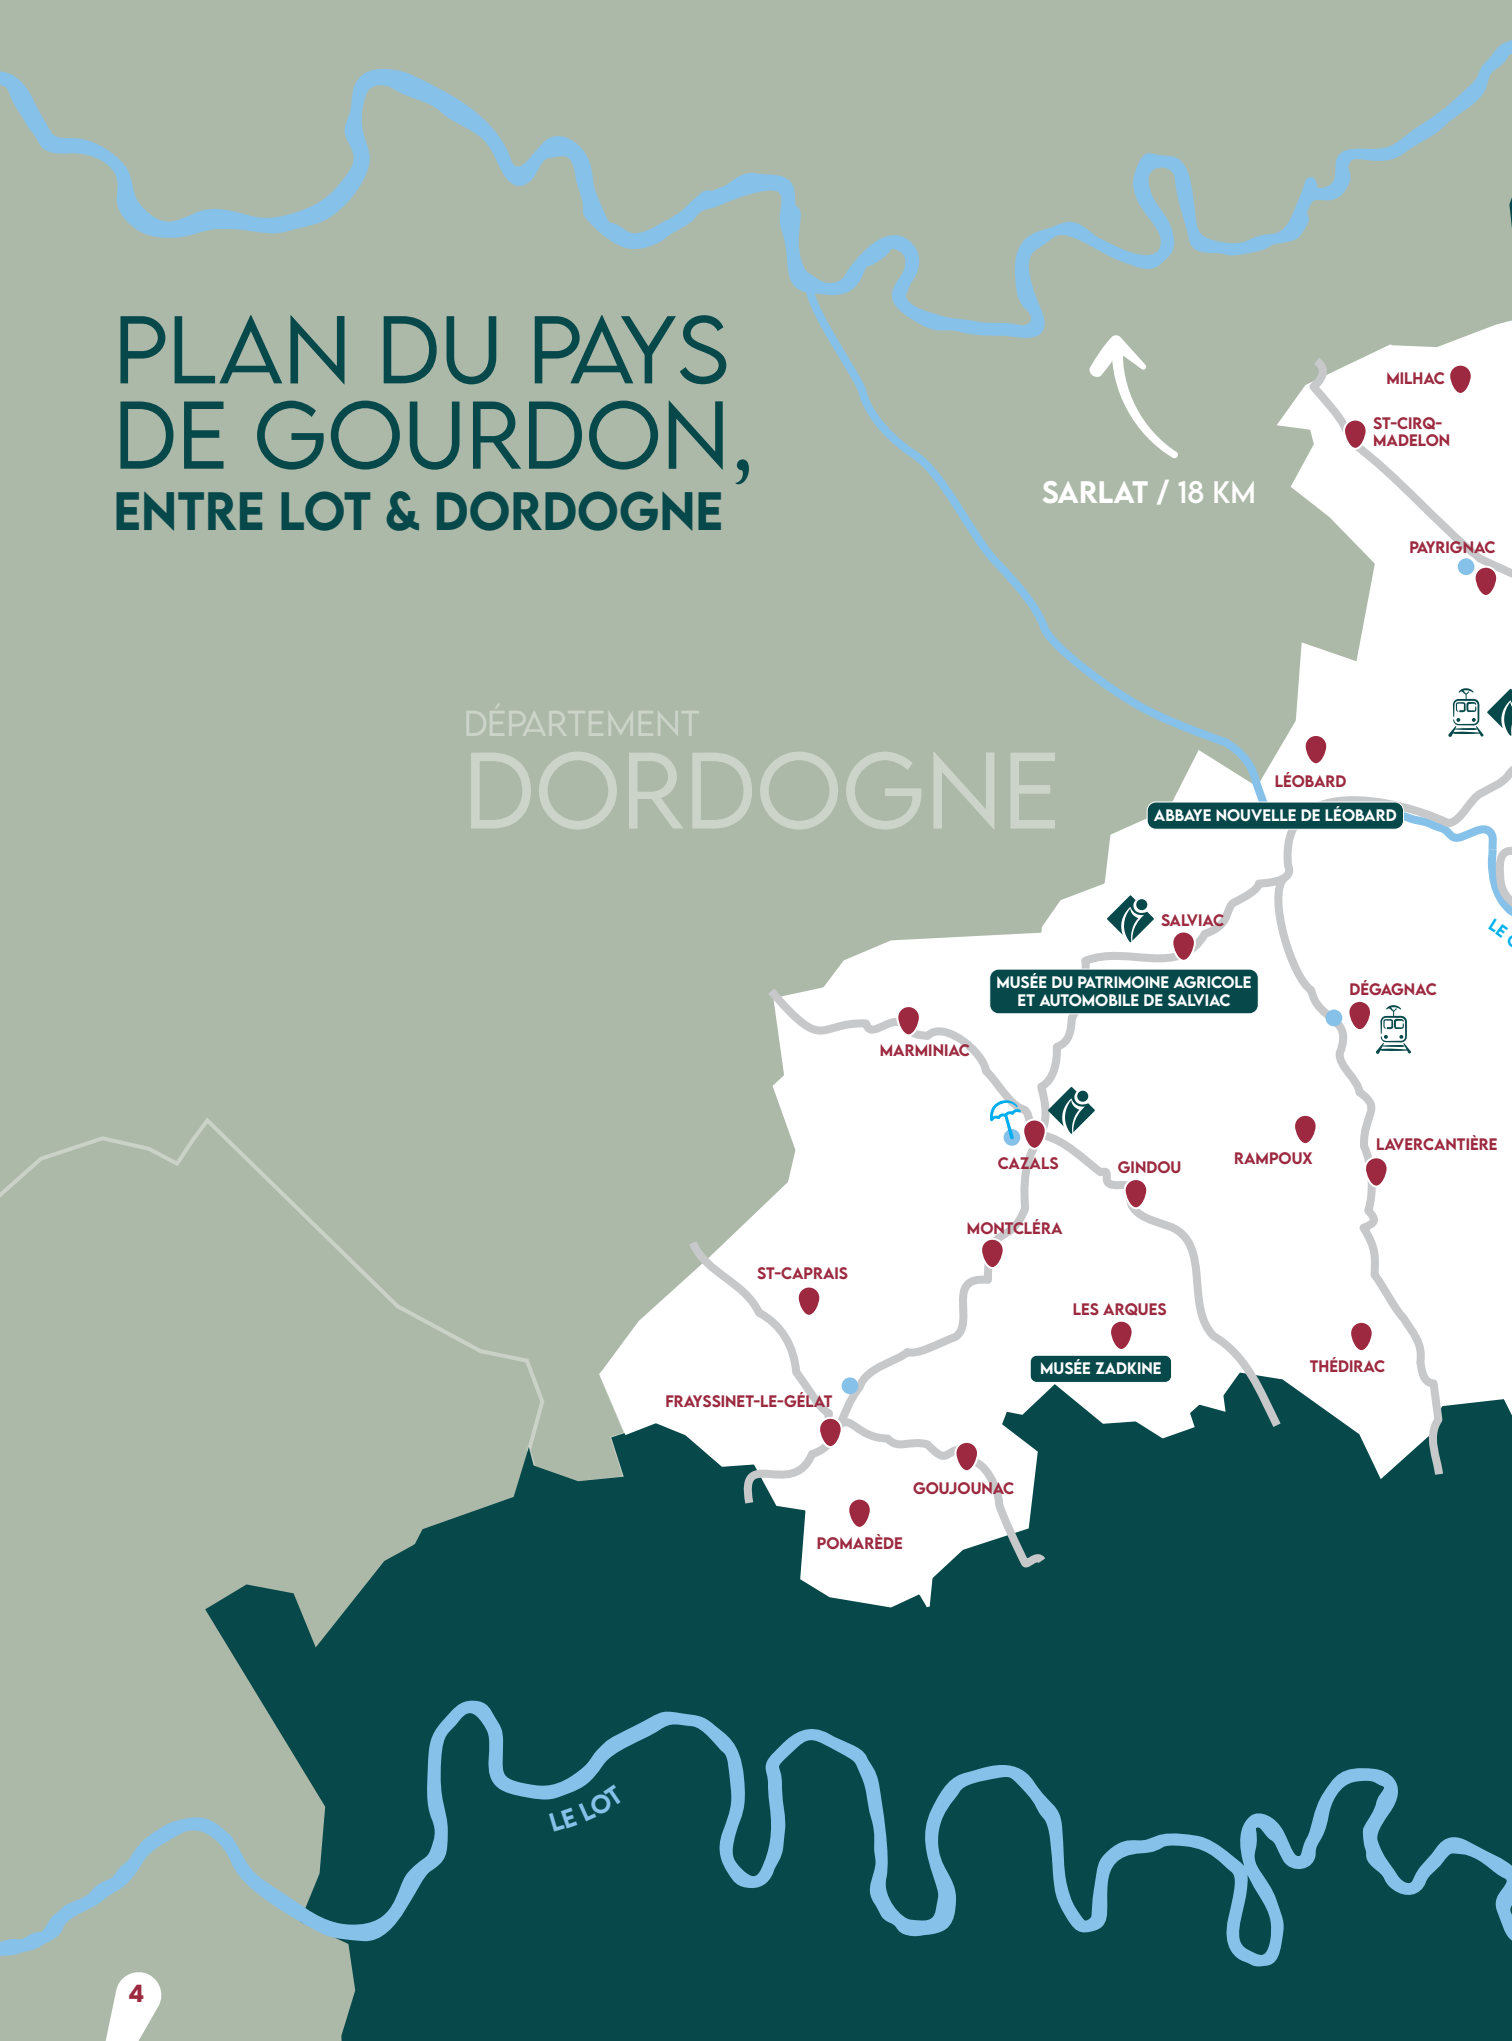 PLAN DU PAYS
DE GOURDON,
ENTRE LOT & DORDOGNE
MILHAC
ST-CIRQ-
MADELON
SARLAT / 18 KM
PAYRIGNAC
DÉPARTEMENT
DORDOGNE
LÉOBARD
ABBAYE NOUVELLE DE LÉOBARD
SALVIAC
LE
MUSÉE DU PATRIMOINE AGRICOLE
ET AUTOMOBILE DE SALVIAC
DÉGAGNAC
MARMINIAC
CAZALS
GINDOU
RAMPOUX
LAVERCANTIÈRE
MONTCLÉRA
ST-CAPRAIS
LES ARQUES
MUSÉE ZADKINE
THÉDIRAC
FRAYSSINET-LE-GÉLAT
GOUJOUNAC
POMARÈDE
LE LOT
4